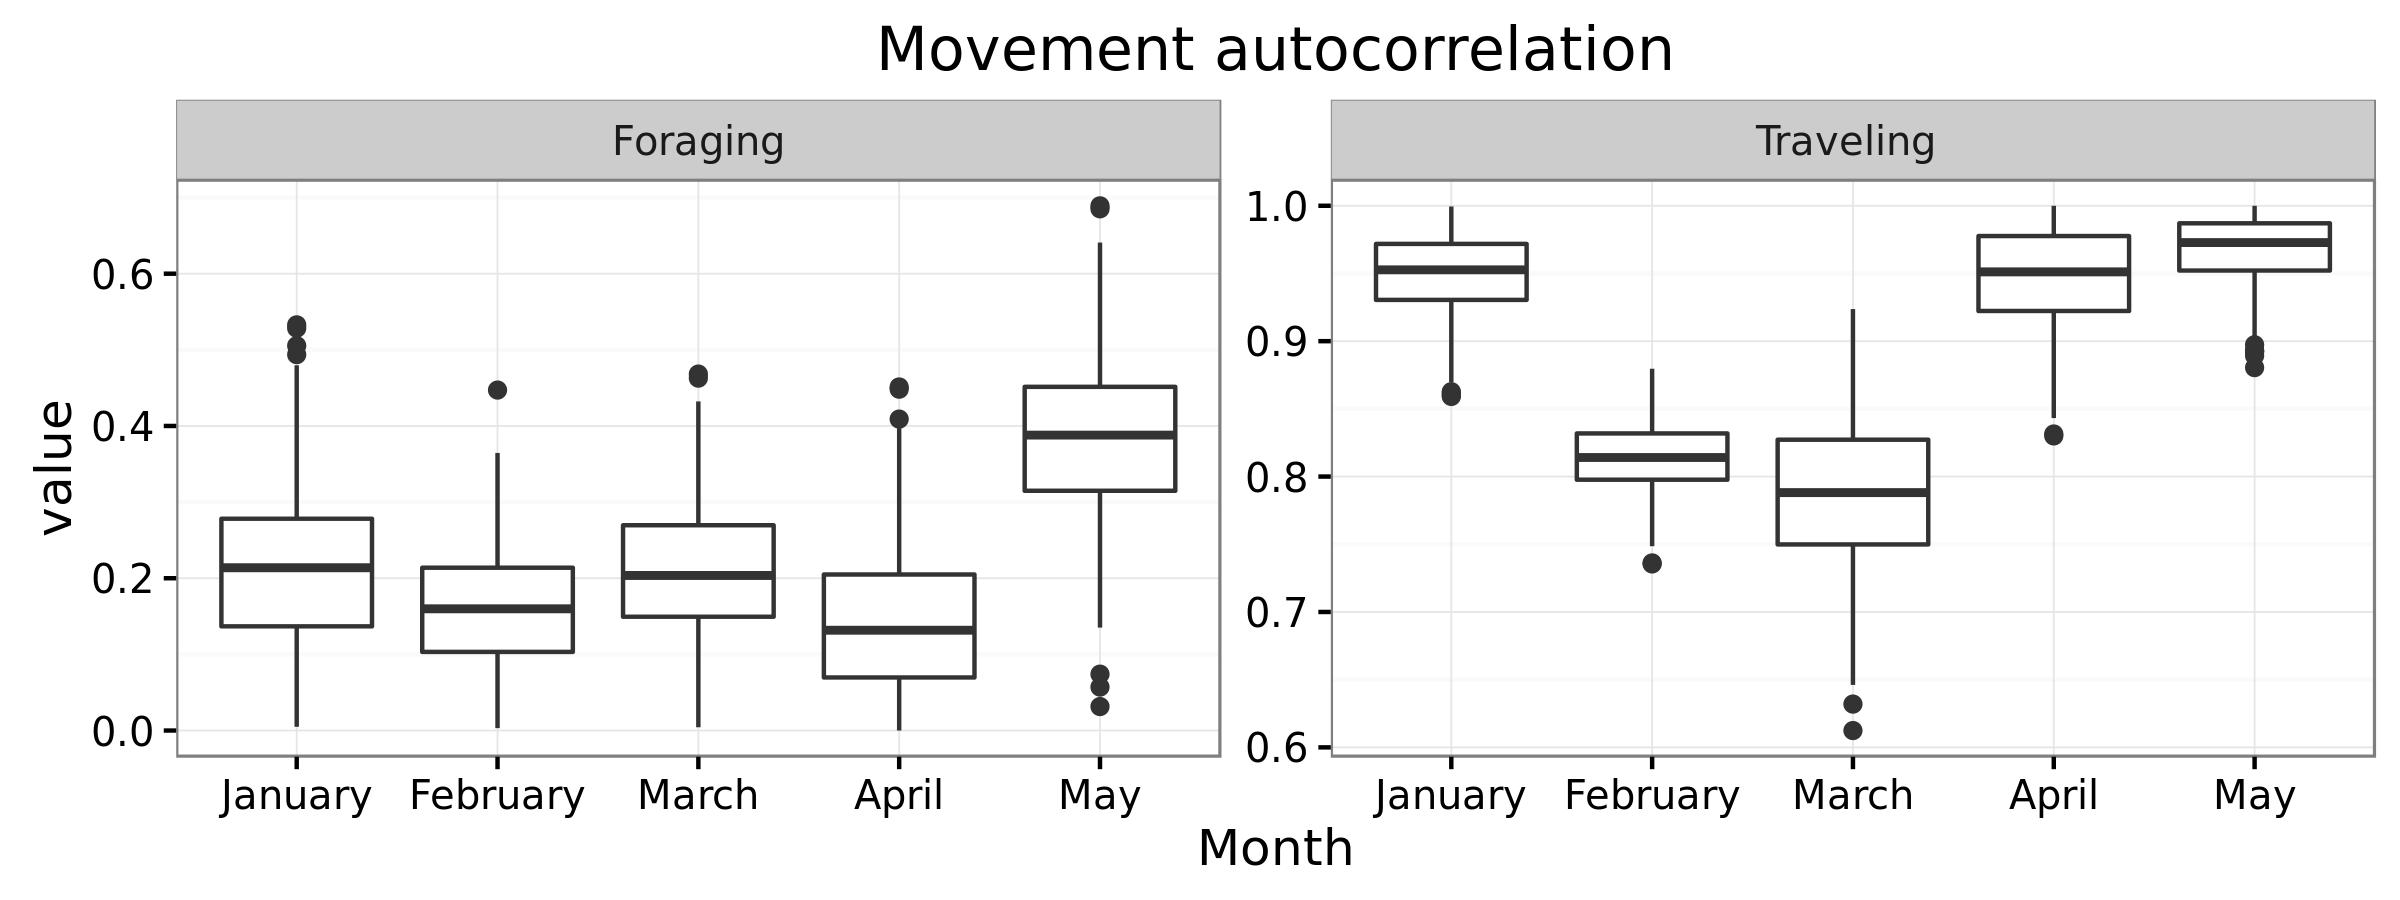 Movement autocorrelation
Foraging
Traveling
value
0.6
0.4
0.2
0.0
1.0
0.9
0.8
0.7
0.6
January February March April May
January February March April May
Month